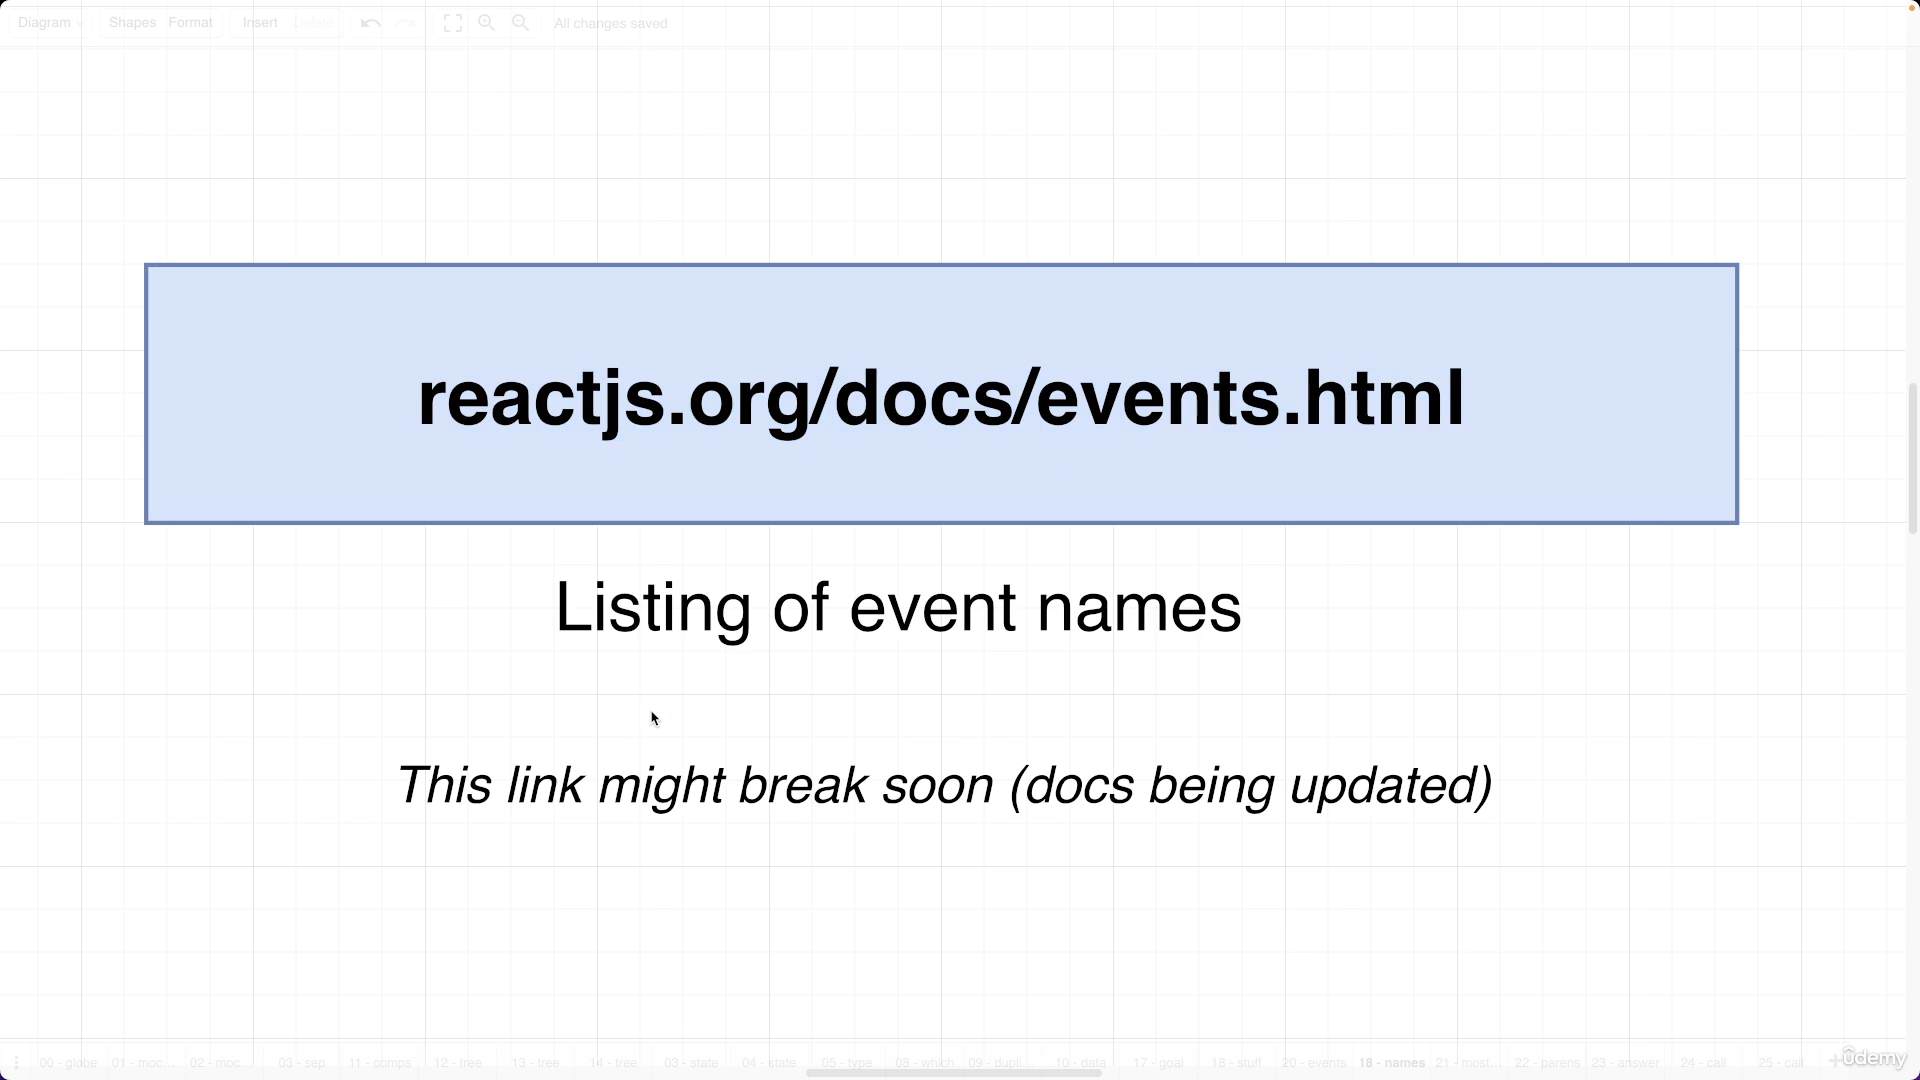 Diagram Shapes Format Insert Delete All changes saved
reactjs.org/docs/events.html
Listing of event names
This link might break soon (docs being updated)
00 - globe 01 - moc... 02 - moc... 03 - sep 11 - comps 12 - tree 13 - tree 14 - tree 03 - state 04 - state 05 - type 08 - which 09 - dupli... 10 - data 17 - goal 18 - stuff 20 - events 18 - names 21 - most... 22 - parens 23 - answer 24 - call 25 - call
ûdemy